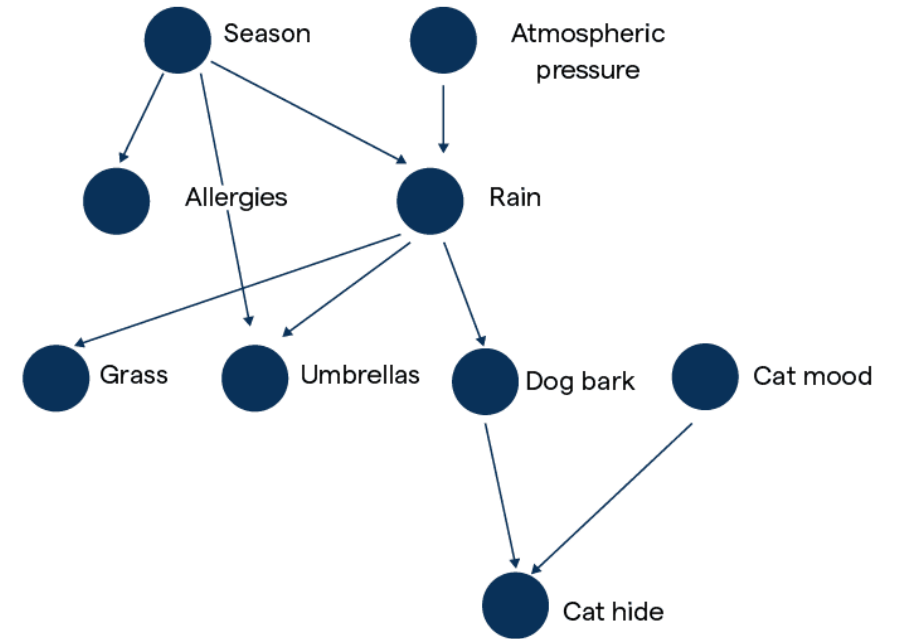 Season
Atmospheric
pressure
Allergies
Rain
Grass
Umbrellas
Dog bark
Cat mood
Cat hide